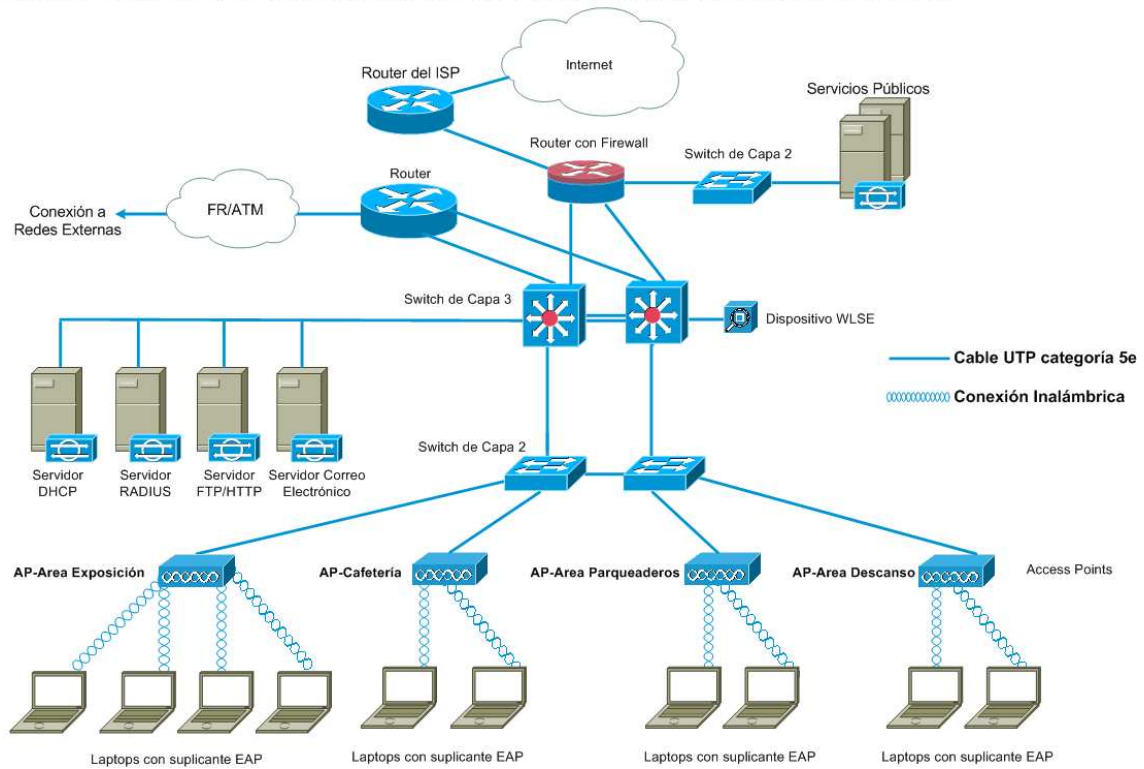 Internet
Router del ISP
Servicios Públicos
Router con Firewall
Switch de Capa 2
Router
FR/ATM
Conexión a
Redes Externas
Switch de Capa 3
Dispositivo WLSE
Cable UTP categoría 5e
Conexión Inalámbrica
Switch de Capa 2
Servidor
DHCP
Servidor
RADIUS
Servidor
FTP/HTTP
Servidor Correo
Electrónico
AP-Area Exposición
AP-Cafetería
AP-Area Parqueaderos
AP-Area Descanso
Access Points
Laptops con suplicante EAP
Laptops con suplicante EAP
Laptops con suplicante EAP
Laptops con suplicante EAP